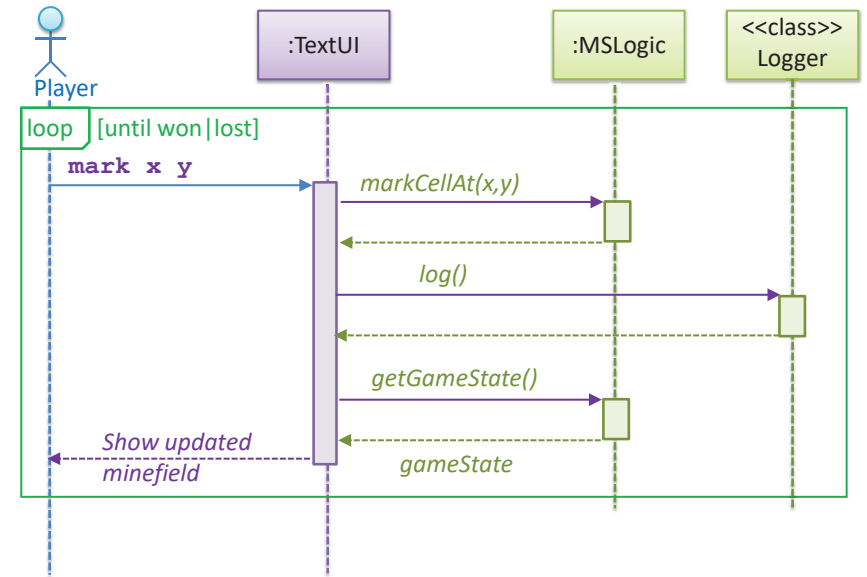 :TextUI
:MSLogic
<<class>>
Logger
Player
loop
[until won|lost]
mark x y
markCellAt(x,y)
log()
getGameState()
Show updated
minefield
gameState